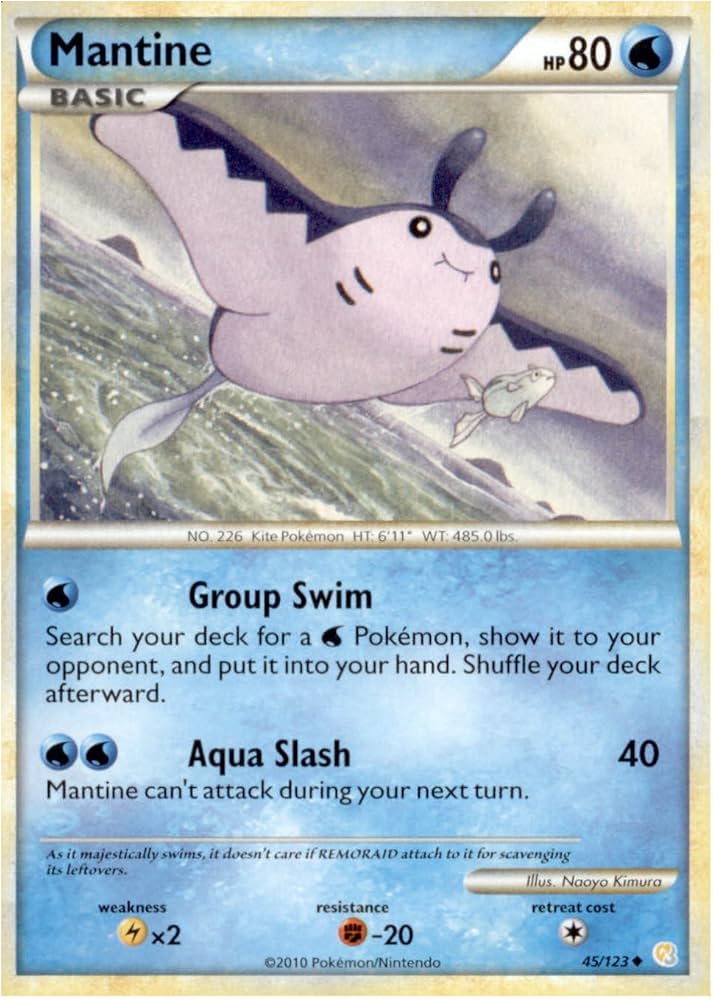 Mantine HP 80
BASIC
NO. 226 Kite Pokémon HT: 6'11" WT: 485.0 lbs.
Group Swim
Search your deck for a Pokémon, show it to your
opponent, and put it into your hand. Shuffle your deck
afterward.
Aqua Slash 40
Mantine can't attack during your next turn.
As it majestically swims, it doesn't care if REMORAID attach to it for scavenging
its leftovers.
Illus. Naoyo Kimura
weakness resistance retreat cost
×2 -20
©2010 Pokémon/Nintendo 45/123